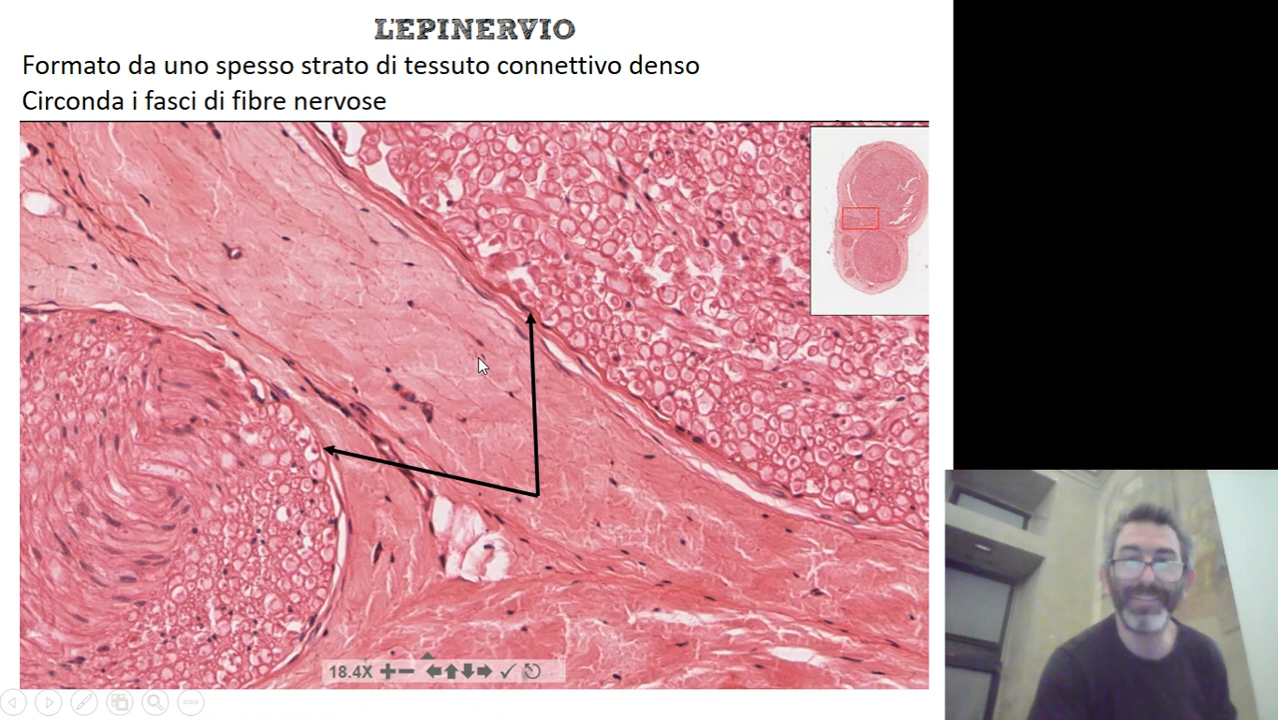 L'EPINERVIO
Formato da uno spesso strato di tessuto connettivo denso
Circonda i fasci di fibre nervose
18.4X